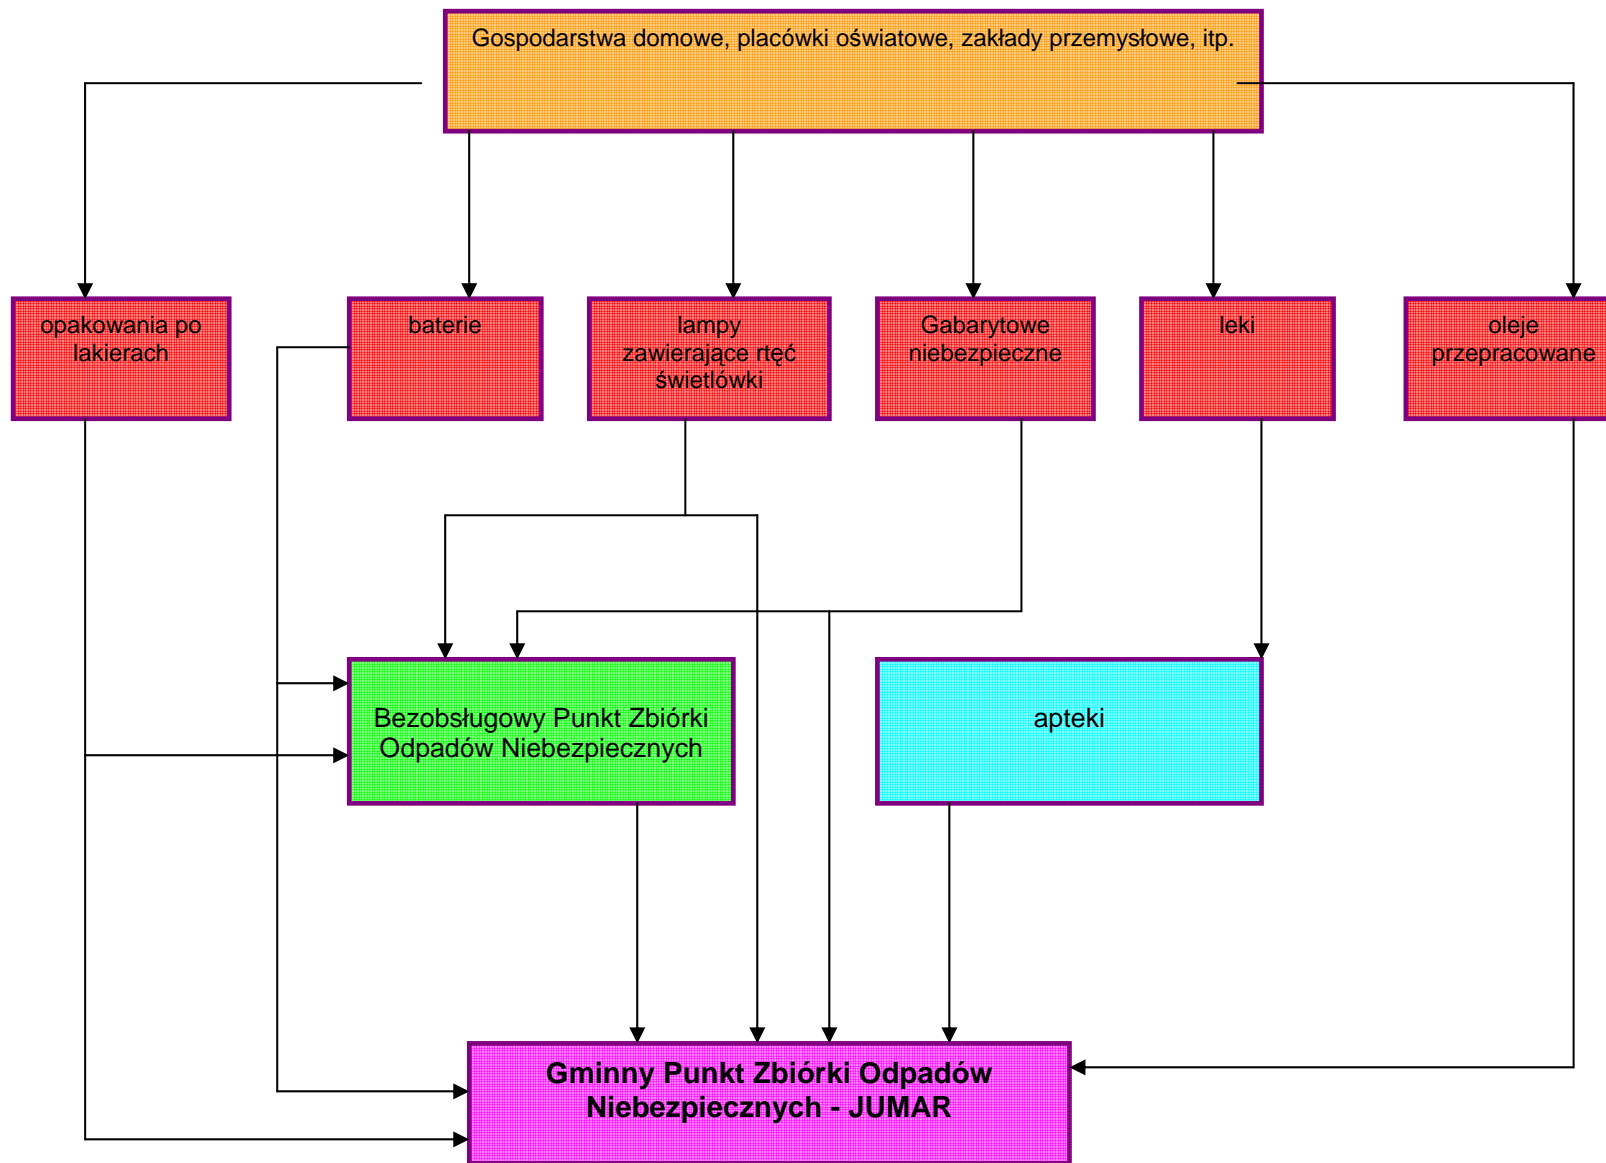 Gospodarstwa domowe, placówki oświatowe, zakłady przemysłowe, itp.
opakowania po
lakierach
baterie
lampy
zawierające rtęć
świetlówki
Gabarytowe
niebezpieczne
leki
oleje
przepracowane
Bezobsługowy Punkt Zbiórki
Odpadów Niebezpiecznych
apteki
Gminny Punkt Zbiórki Odpadów
Niebezpiecznych - JUMAR